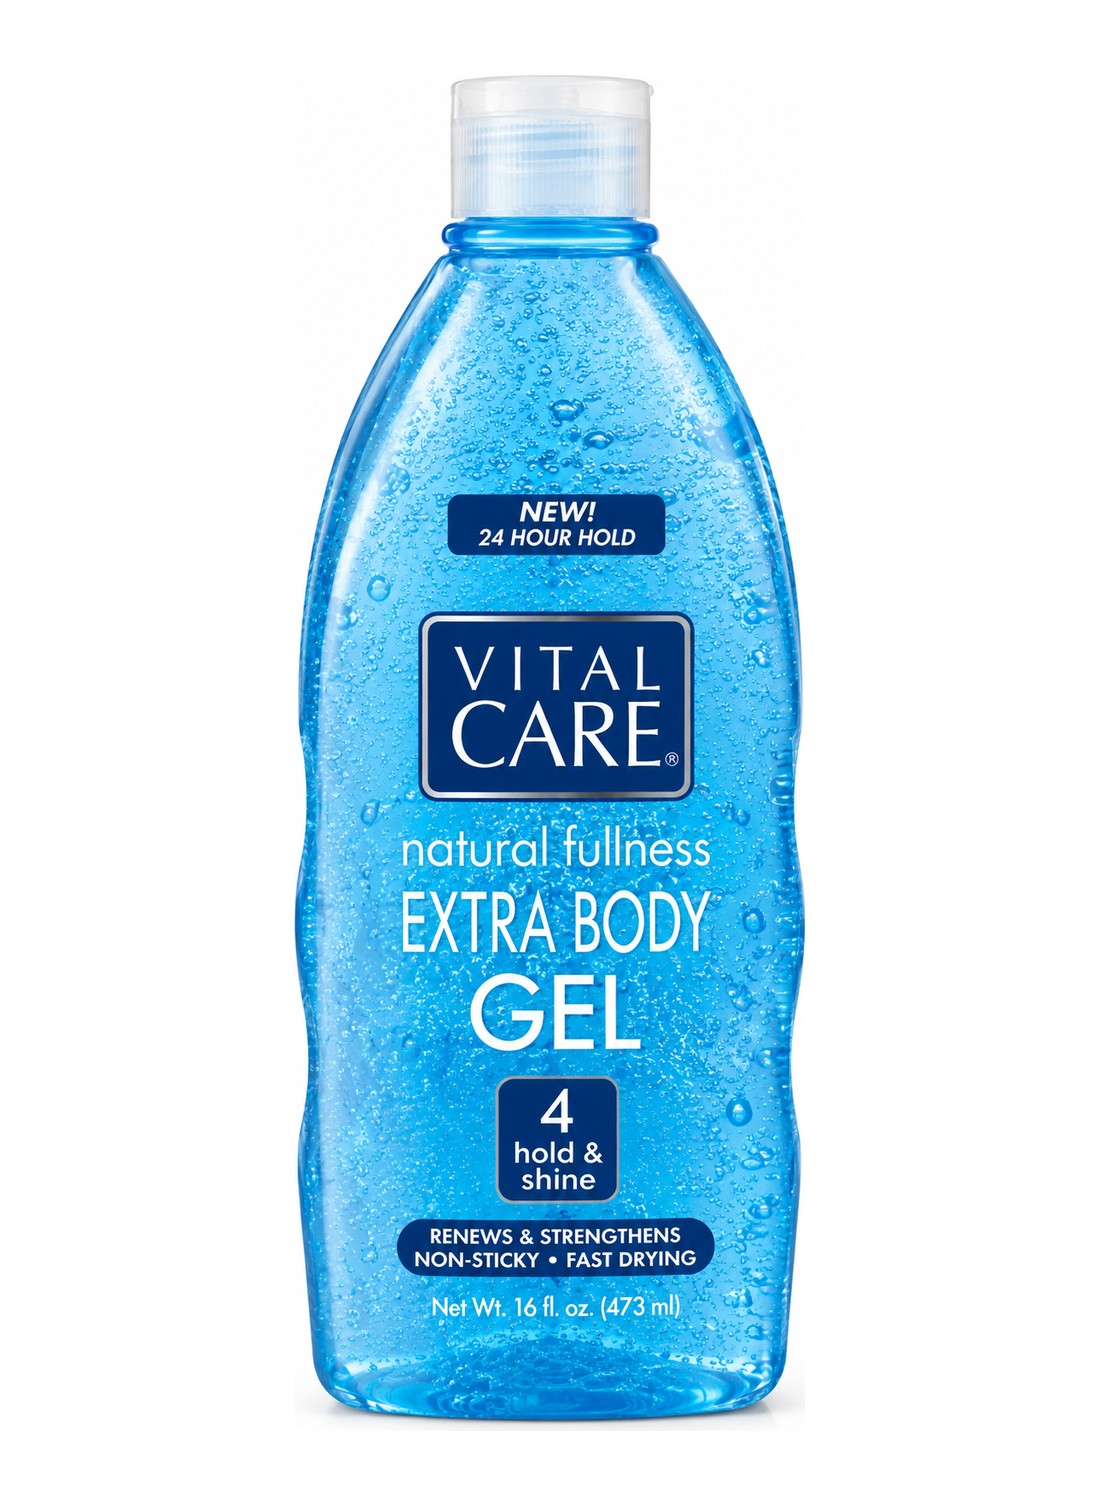 NEW!
24 HOUR HOLD
VITAL
CARE®
natural fullness
EXTRA BODY
GEL
4
hold &
shine
RENEWS & STRENGTHENS
NON-STICKY • FAST DRYING
Net Wt. 16 fl. oz. (473 ml)